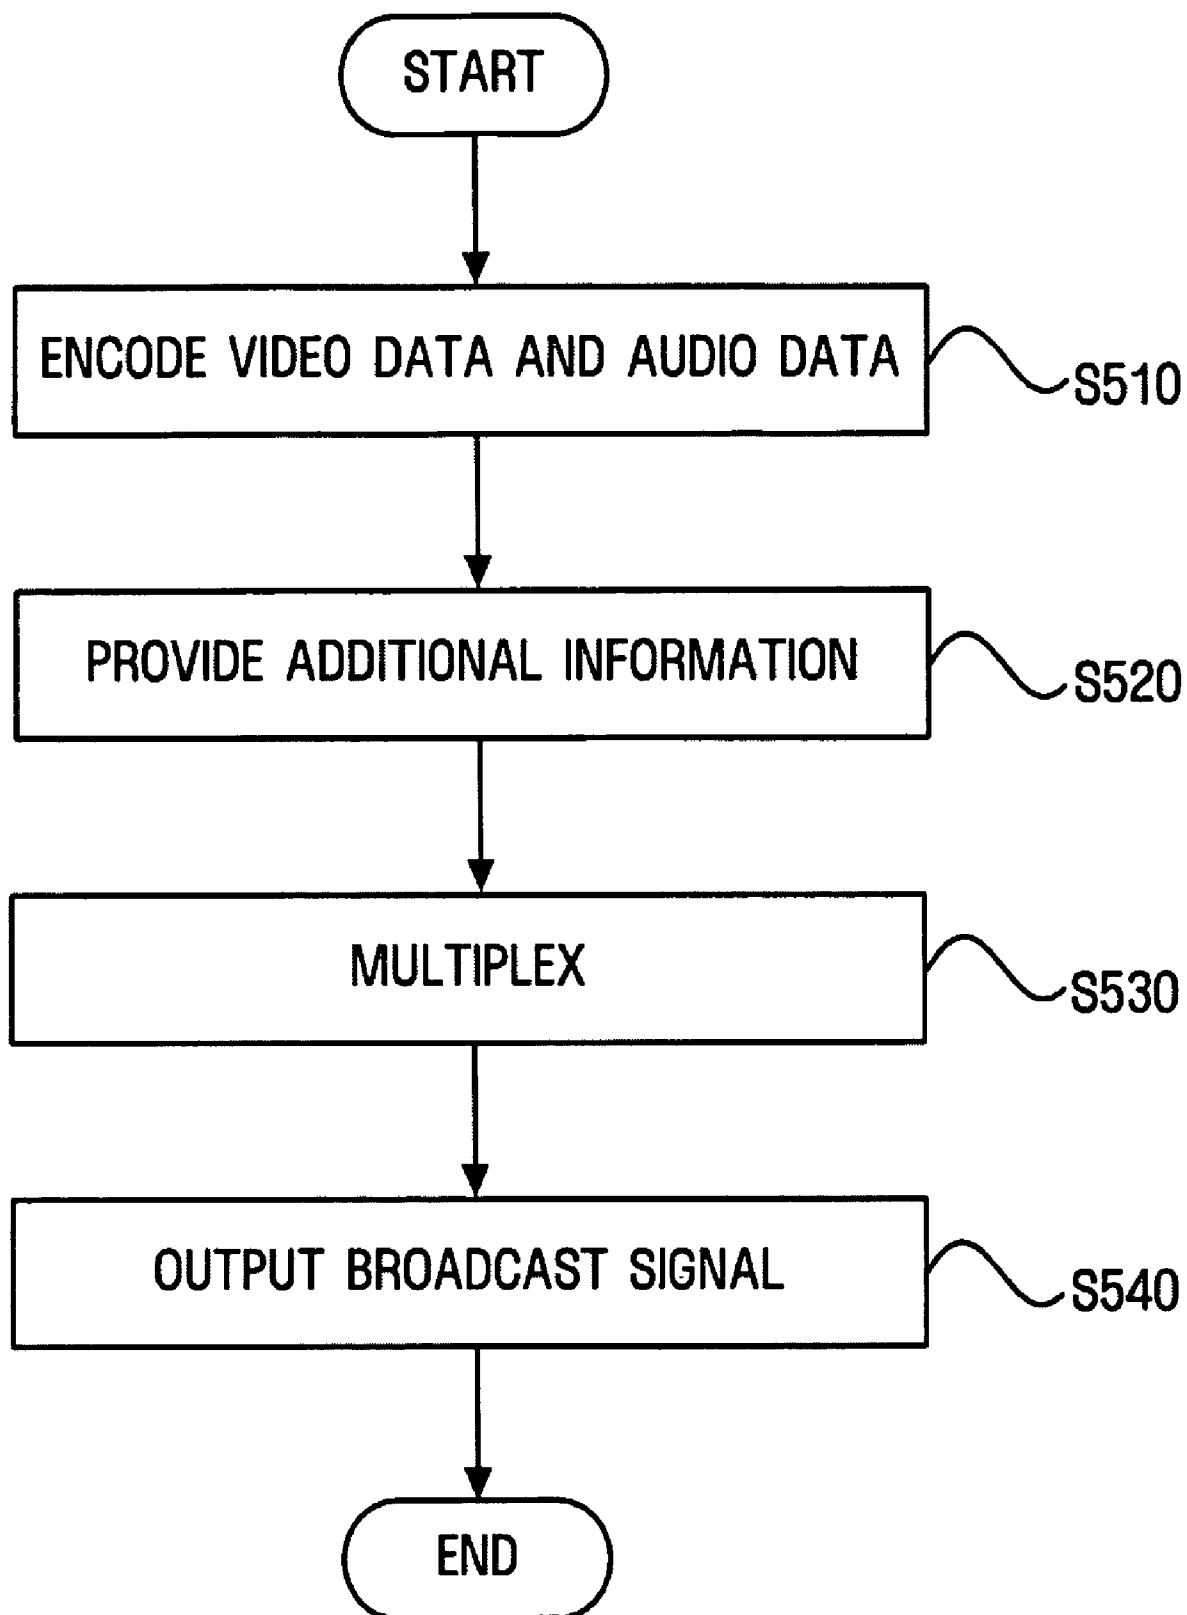 START
ENCODE VIDEO DATA AND AUDIO DATA
S510
PROVIDE ADDITIONAL INFORMATION
S520
MULTIPLEX
S530
OUTPUT BROADCAST SIGNAL
S540
END